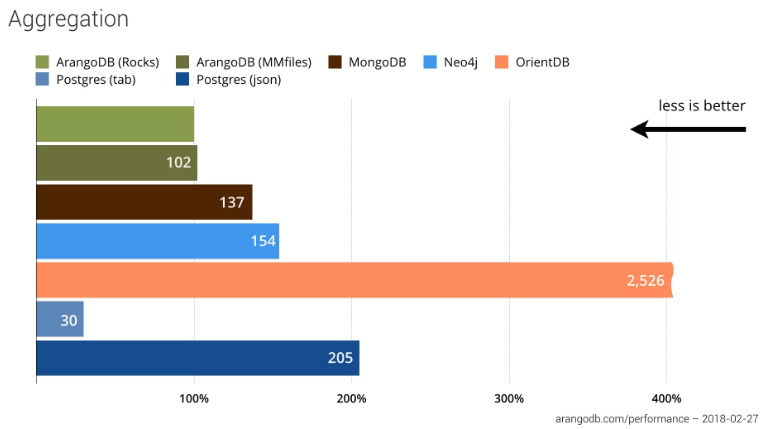 Aggregation
ArangoDB (Rocks) ArangoDB (MMfiles) MongoDB Neo4j OrientDB
Postgres (tab) Postgres (json)
less is better
102
137
154
2,526
30
205
100% 200% 300% 400%
arangodb.com/performance – 2018-02-27